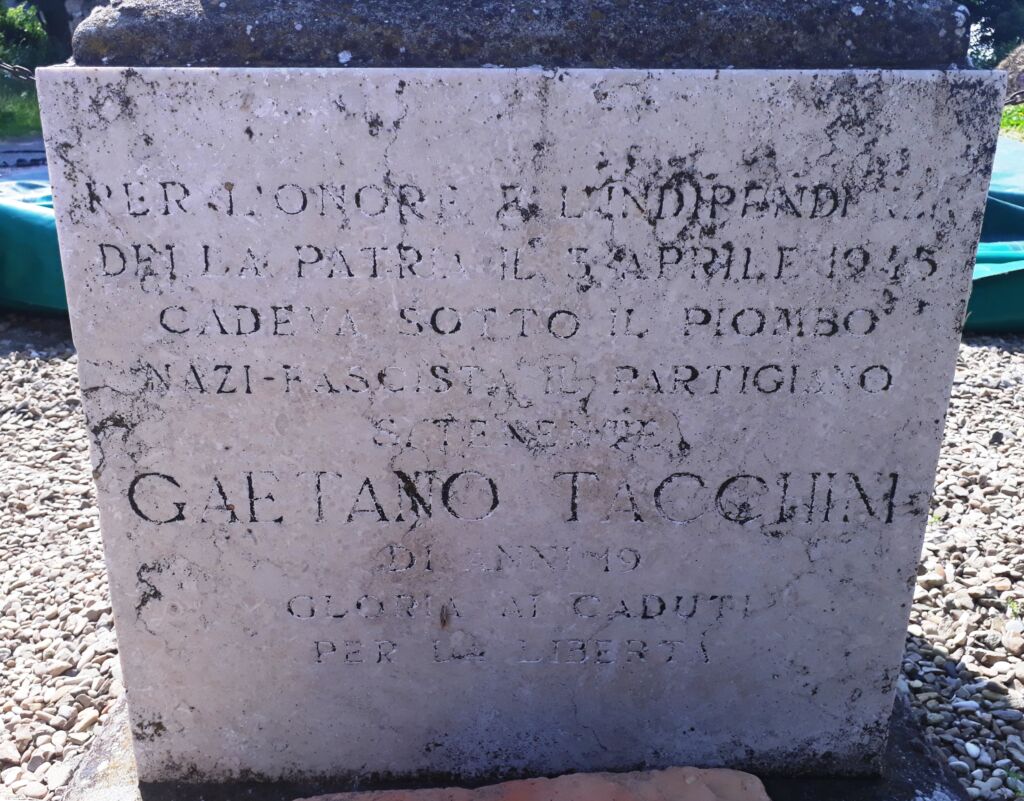 PER L'ONORE E L'INDIPENDENZA
DELLA PATRIA IL 3 APRILE 1945
CADEVA SOTTO IL PIOMBO
NAZI-FASCISTA IL PARTIGIANO
S. TENENTE
GAETANO TACCHINI
DI ANNI 19
GLORIA AI CADUTI
PER LA LIBERTÀ